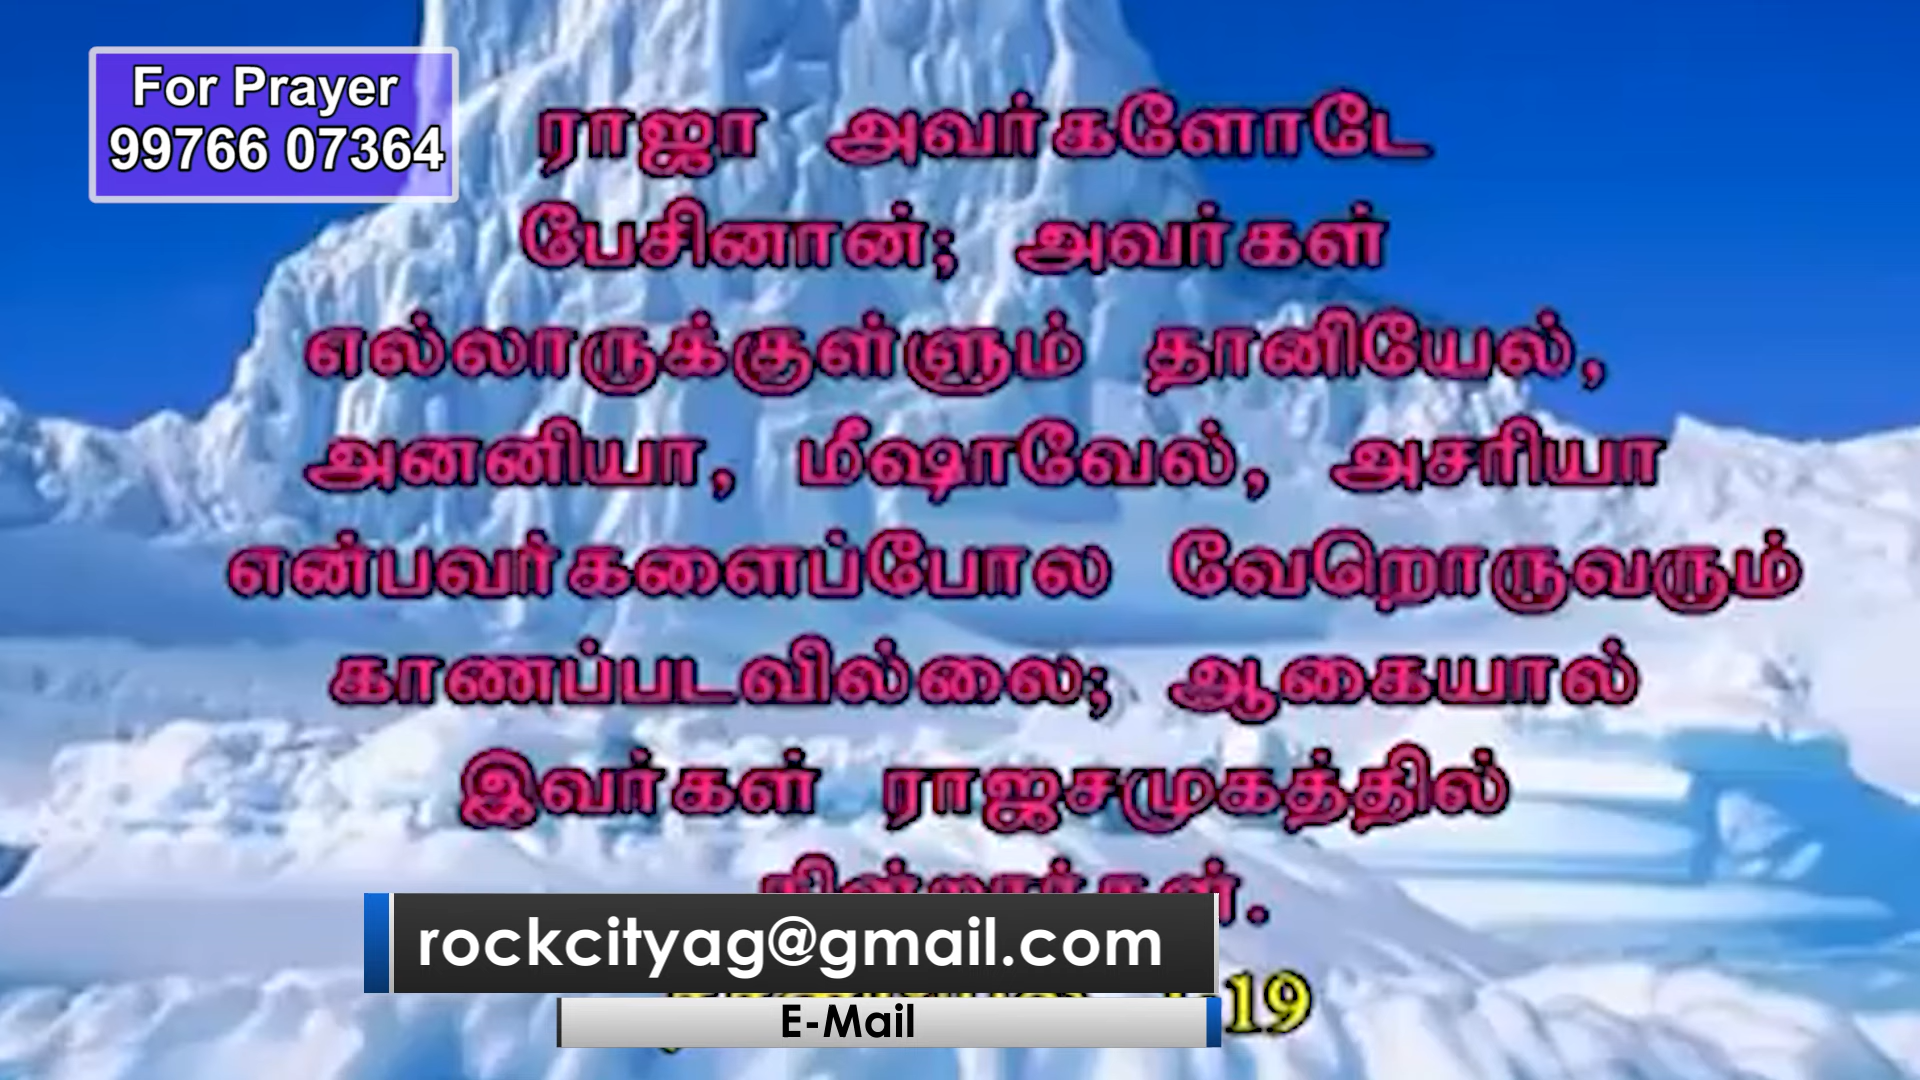 For Prayer
99766 07364
ராஜா அவர்களோடே
பேசினான்; அவர்கள்
எல்லாருக்குள்ளும் தானியேல்,
அனனியா, மீஷாவேல், அசரியா
என்பவர்களைப்போல வேறொருவரும்
காணப்படவில்லை; ஆகையால்
இவர்கள் ராஜசமுகத்தில்
rockcityag@gmail.com
E-Mail
19